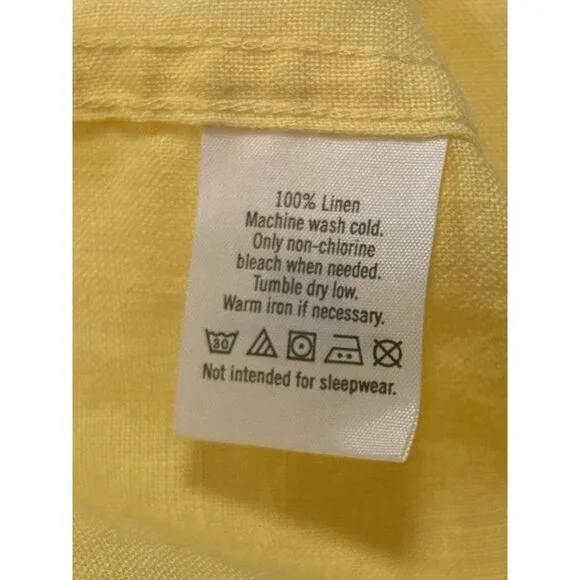 100% Linen
Machine wash cold.
Only non-chlorine
bleach when needed.
Tumble dry low.
Warm iron if necessary.
30
Not intended for sleepwear.